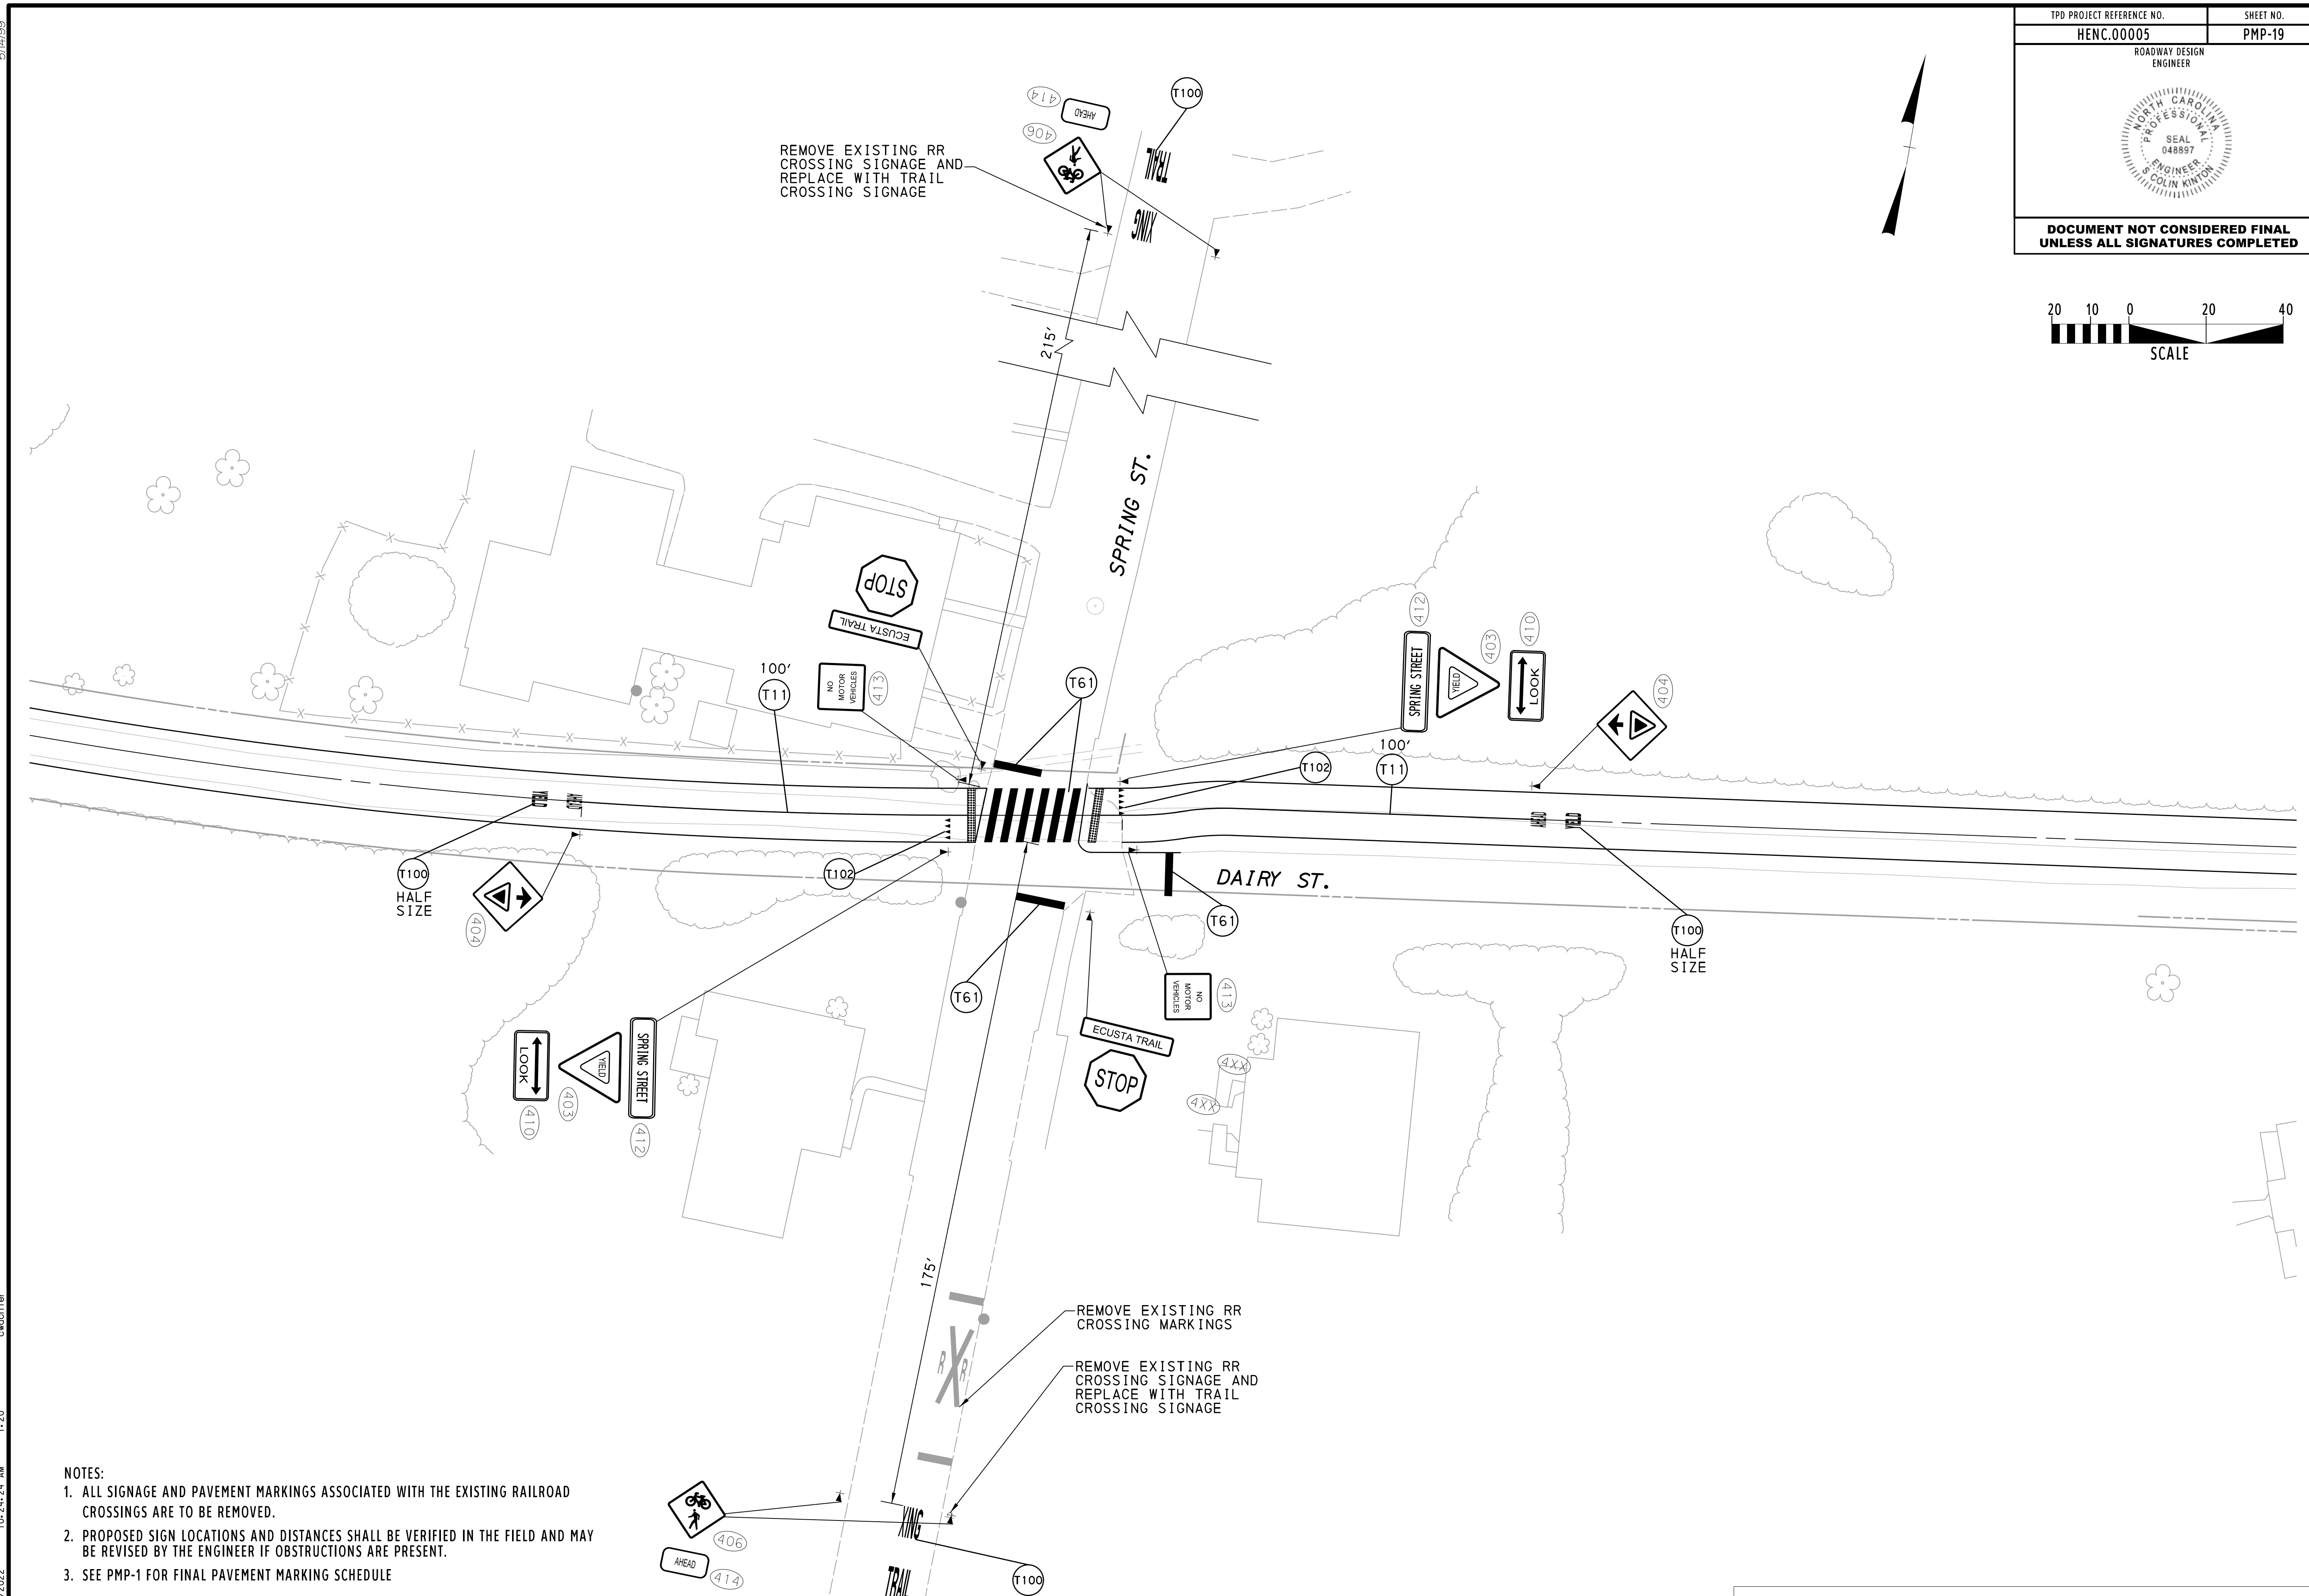 TPD PROJECT REFERENCE NO.
SHEET NO.
HENC.00005
PMP-19
ROADWAY DESIGN
ENGINEER
NORTH CAROLINA
PROFESSIONAL
SEAL
048897
ENGINEER
S COLIN KINTON
DOCUMENT NOT CONSIDERED FINAL
UNLESS ALL SIGNATURES COMPLETED
20 10 0 20 40
SCALE
5/14/99
414
AHEAD
406
T100
TRAIL
XING
REMOVE EXISTING RR
CROSSING SIGNAGE AND
REPLACE WITH TRAIL
CROSSING SIGNAGE
215'
SPRING ST.
STOP
ECUSTA TRAIL
100'
T11
NO
MOTOR
VEHICLES
413
T61
412
SPRING STREET
403
YIELD
410
LOOK
404
100'
T11
T102
YIELD
AHEAD
T100
HALF
SIZE
404
T102
DAIRY ST.
AHEAD
YIELD
T100
HALF
SIZE
T61
T61
NO
MOTOR
VEHICLES
413
ECUSTA TRAIL
STOP
4XX
4XX
LOOK
410
YIELD
403
SPRING STREET
412
175'
R R
REMOVE EXISTING RR
CROSSING MARKINGS
REMOVE EXISTING RR
CROSSING SIGNAGE AND
REPLACE WITH TRAIL
CROSSING SIGNAGE
406
AHEAD
414
XING
TRAIL
T100
NOTES:
1. ALL SIGNAGE AND PAVEMENT MARKINGS ASSOCIATED WITH THE EXISTING RAILROAD
CROSSINGS ARE TO BE REMOVED.
2. PROPOSED SIGN LOCATIONS AND DISTANCES SHALL BE VERIFIED IN THE FIELD AND MAY
BE REVISED BY THE ENGINEER IF OBSTRUCTIONS ARE PRESENT.
3. SEE PMP-1 FOR FINAL PAVEMENT MARKING SCHEDULE